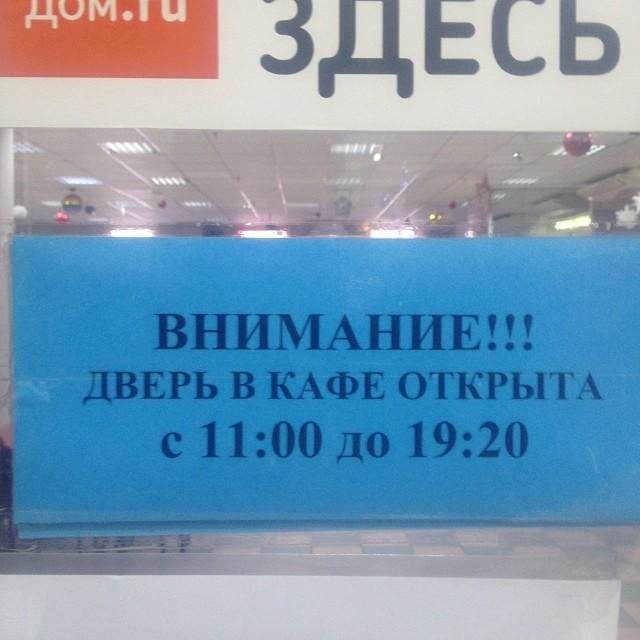 дом.ru
ЗДЕСЬ
ВНИМАНИЕ!!!
ДВЕРЬ В КАФЕ ОТКРЫТА
с 11:00 до 19:20